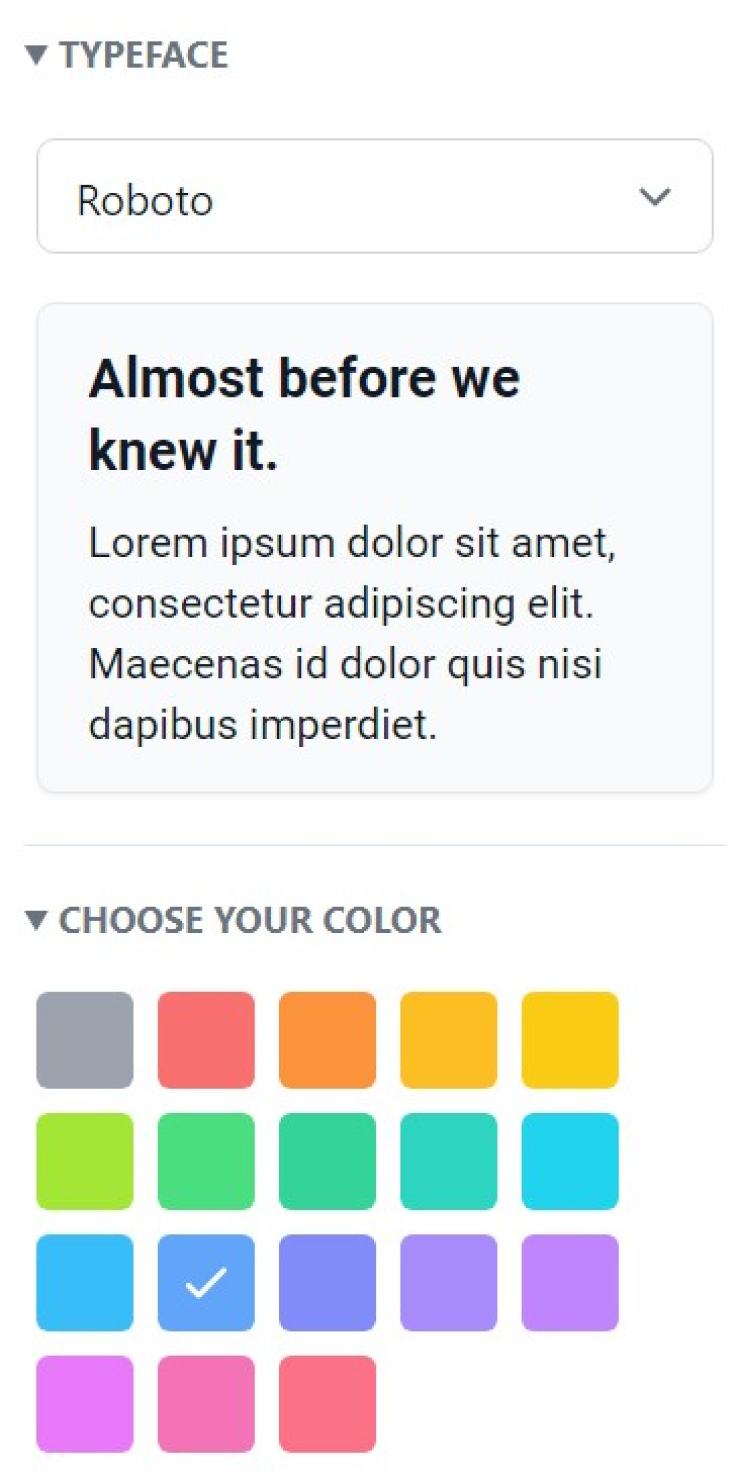 TYPEFACE
Roboto
Almost before we
knew it.
Lorem ipsum dolor sit amet,
consectetur adipiscing elit.
Maecenas id dolor quis nisi
dapibus imperdiet.
CHOOSE YOUR COLOR